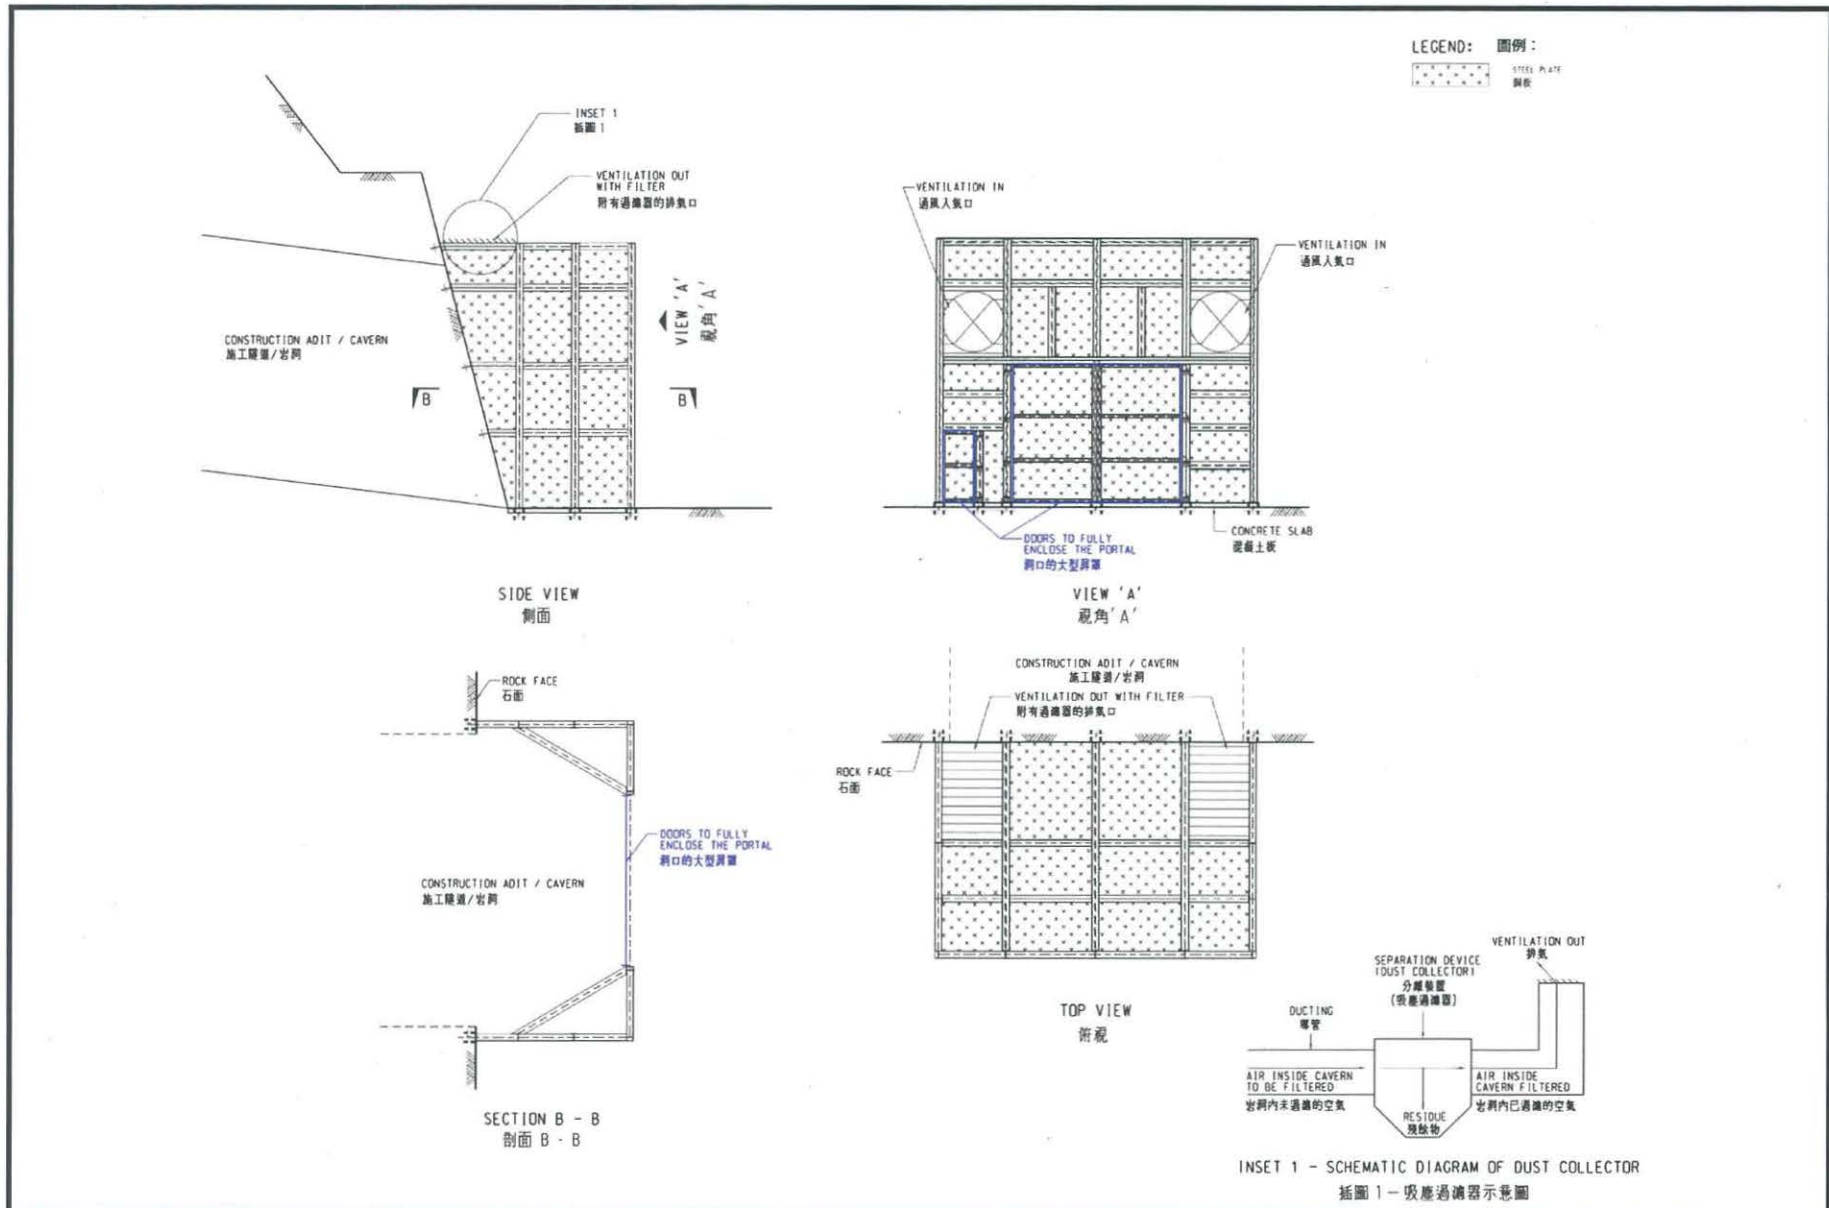 LEGEND: 圖例：
STEEL PLATE
鋼板
INSET 1
插圖 1
VENTILATION OUT
WITH FILTER
附有過濾器的排氣口
CONSTRUCTION ADIT / CAVERN
施工隧道/岩洞
VIEW 'A'
視角'A'
B
B
SIDE VIEW
側面
VENTILATION IN
通風入氣口
VENTILATION IN
通風入氣口
DOORS TO FULLY
ENCLOSE THE PORTAL
洞口的大型屏障
CONCRETE SLAB
混凝土板
VIEW 'A'
視角'A'
ROCK FACE
石面
DOORS TO FULLY
ENCLOSE THE PORTAL
洞口的大型屏障
CONSTRUCTION ADIT / CAVERN
施工隧道/岩洞
SECTION B - B
剖面 B - B
CONSTRUCTION ADIT / CAVERN
施工隧道/岩洞
VENTILATION OUT WITH FILTER
附有過濾器的排氣口
ROCK FACE
石面
TOP VIEW
俯視
VENTILATION OUT
排氣
SEPARATION DEVICE
(DUST COLLECTOR)
分離裝置
(吸塵過濾器)
DUCTING
導管
AIR INSIDE CAVERN
TO BE FILTERED
岩洞內未過濾的空氣
AIR INSIDE
CAVERN FILTERED
岩洞內已過濾的空氣
RESIDUE
殘餘物
INSET 1 - SCHEMATIC DIAGRAM OF DUST COLLECTOR
插圖 1－吸塵過濾器示意圖